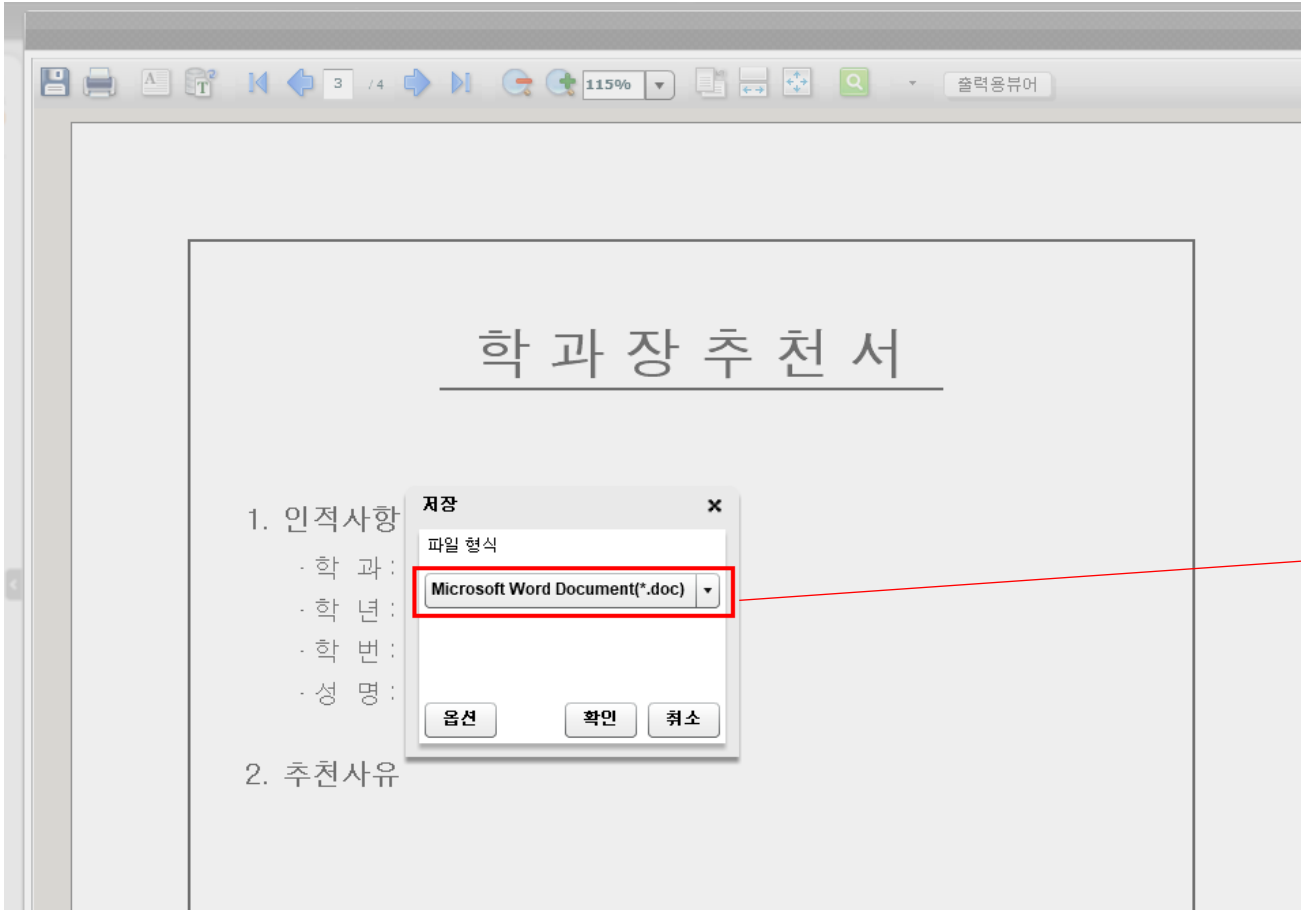 3 / 4 115% 출력용뷰어
학과장추천서
1. 인적사항
· 학 과 :
· 학 년 :
· 학 번 :
· 성 명 :
저장
파일 형식
Microsoft Word Document(*.doc)
옵션 확인 취소
2. 추천사유